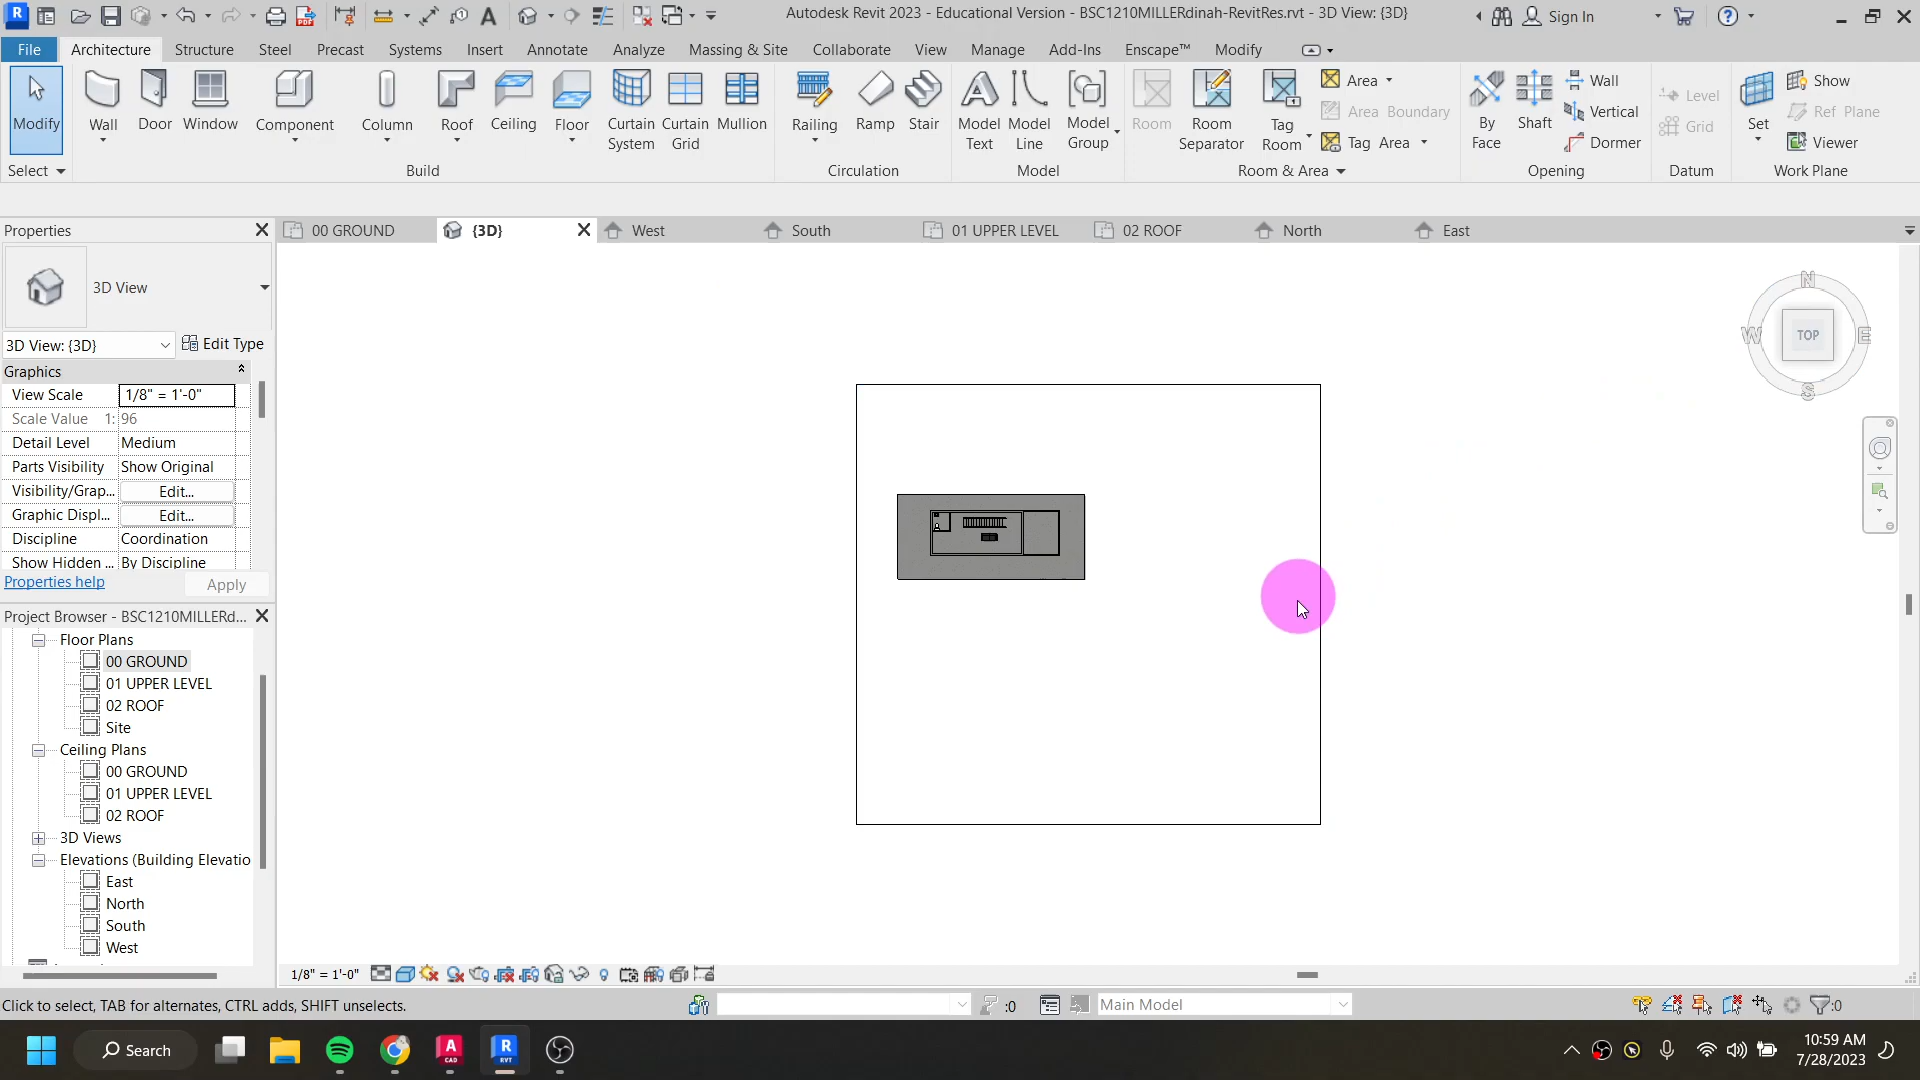 Autodesk Revit 2023 - Educational Version - BSC1210MILLERdinah-RevitRes.rvt - 3D View: {3D}
Sign In
File Architecture Structure Steel Precast Systems Insert Annotate Analyze Massing & Site Collaborate View Manage Add-Ins Enscape™ Modify
Modify
Wall
Door
Window
Component
Column
Roof
Ceiling
Floor
Curtain System
Curtain Grid
Mullion
Railing
Ramp
Stair
Model Text
Model Line
Model Group
Room
Room Separator
Tag Room
Area
Area Boundary
Tag Area
By Face
Shaft
Wall
Vertical
Dormer
Level
Grid
Set
Show
Ref Plane
Viewer
Select
Build
Circulation
Model
Room & Area
Opening
Datum
Work Plane
Properties
00 GROUND {3D} West South 01 UPPER LEVEL 02 ROOF North East
3D View
3D View: {3D} Edit Type
Graphics
View Scale 1/8" = 1'-0"
Scale Value 1: 96
Detail Level Medium
Parts Visibility Show Original
Visibility/Grap... Edit...
Graphic Displ... Edit...
Discipline Coordination
Show Hidden ... By Discipline
Properties help Apply
N
W TOP E
S
Project Browser - BSC1210MILLERd...
Floor Plans
00 GROUND
01 UPPER LEVEL
02 ROOF
Site
Ceiling Plans
00 GROUND
01 UPPER LEVEL
02 ROOF
3D Views
Elevations (Building Elevatio
East
North
South
West
1/8" = 1'-0"
Click to select, TAB for alternates, CTRL adds, SHIFT unselects.
:0
Main Model
:0
Search
10:59 AM
7/28/2023